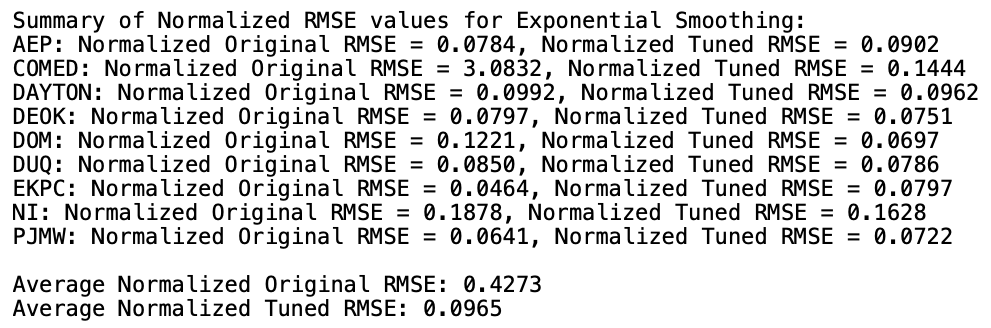 Summary of Normalized RMSE values for Exponential Smoothing:
AEP: Normalized Original RMSE = 0.0784, Normalized Tuned RMSE = 0.0902
COMED: Normalized Original RMSE = 3.0832, Normalized Tuned RMSE = 0.1444
DAYTON: Normalized Original RMSE = 0.0992, Normalized Tuned RMSE = 0.0962
DEOK: Normalized Original RMSE = 0.0797, Normalized Tuned RMSE = 0.0751
DOM: Normalized Original RMSE = 0.1221, Normalized Tuned RMSE = 0.0697
DUQ: Normalized Original RMSE = 0.0850, Normalized Tuned RMSE = 0.0786
EKPC: Normalized Original RMSE = 0.0464, Normalized Tuned RMSE = 0.0797
NI: Normalized Original RMSE = 0.1878, Normalized Tuned RMSE = 0.1628
PJMW: Normalized Original RMSE = 0.0641, Normalized Tuned RMSE = 0.0722
Average Normalized Original RMSE: 0.4273
Average Normalized Tuned RMSE: 0.0965